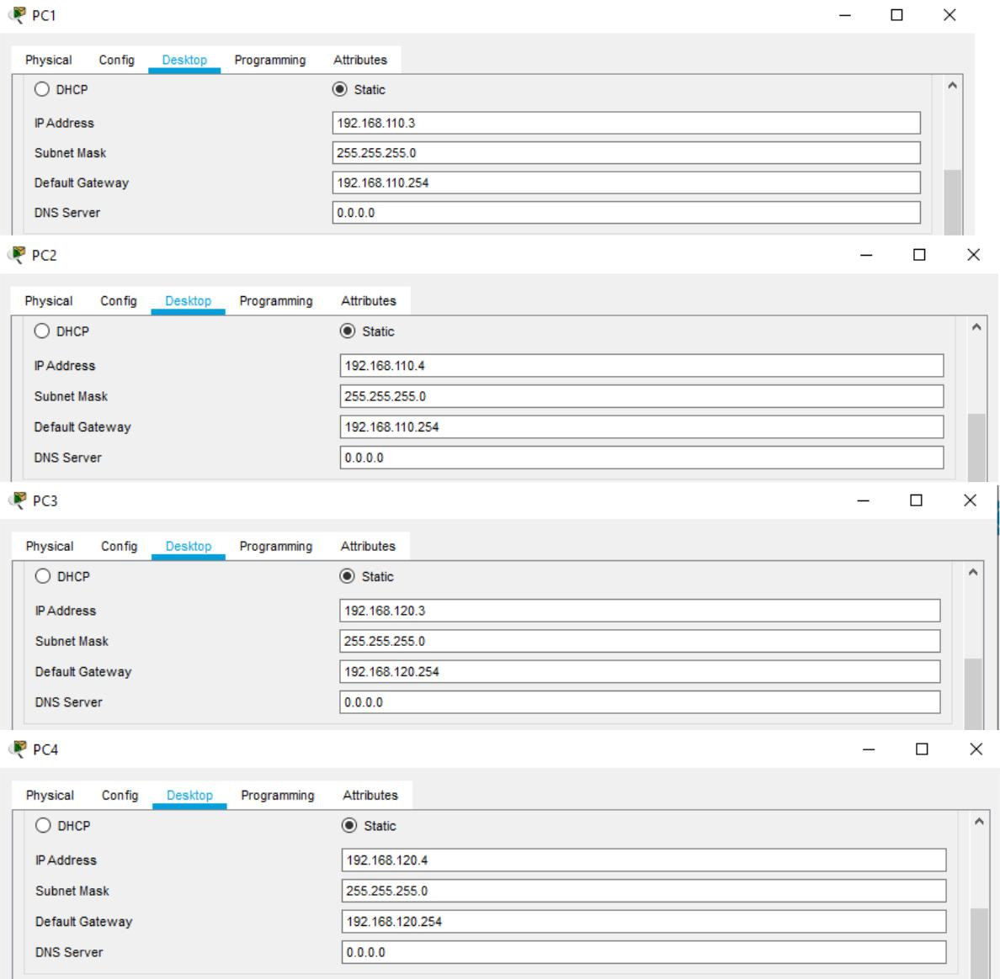 PC1
Physical Config Desktop Programming Attributes
DHCP Static
IP Address 192.168.110.3
Subnet Mask 255.255.255.0
Default Gateway 192.168.110.254
DNS Server 0.0.0.0
PC2
Physical Config Desktop Programming Attributes
DHCP Static
IP Address 192.168.110.4
Subnet Mask 255.255.255.0
Default Gateway 192.168.110.254
DNS Server 0.0.0.0
PC3
Physical Config Desktop Programming Attributes
DHCP Static
IP Address 192.168.120.3
Subnet Mask 255.255.255.0
Default Gateway 192.168.120.254
DNS Server 0.0.0.0
PC4
Physical Config Desktop Programming Attributes
DHCP Static
IP Address 192.168.120.4
Subnet Mask 255.255.255.0
Default Gateway 192.168.120.254
DNS Server 0.0.0.0